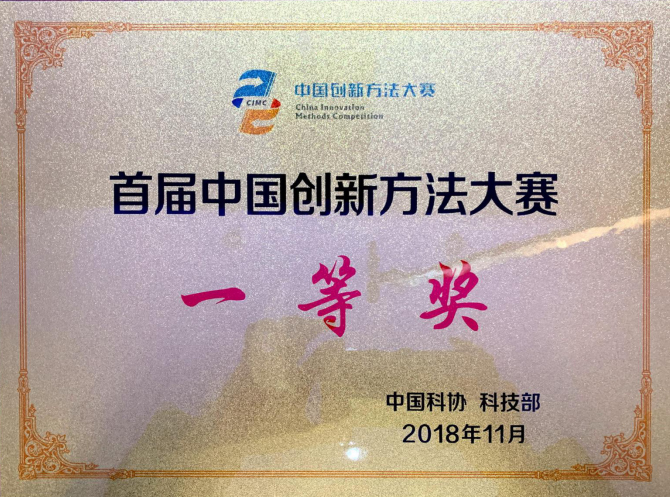 CIMC
中国创新方法大赛
China Innovation
Methods Competition
首届中国创新方法大赛
一等奖
中国科协 科技部
2018年11月